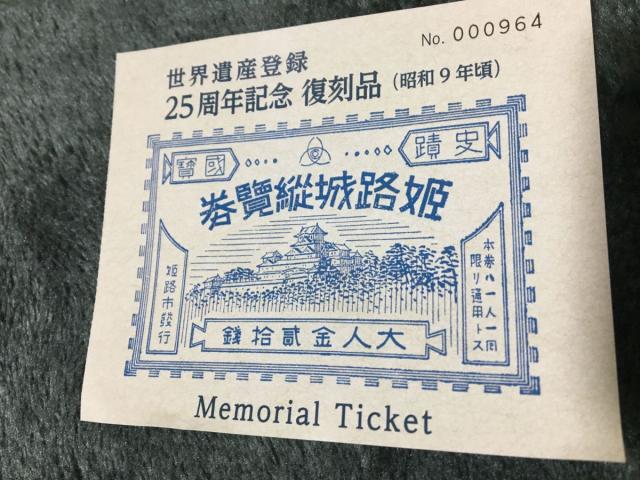 No. 000964
世界遺産登録
25周年記念 復刻品（昭和9年頃）
史蹟
國寶
姫路城縦覽券
本券ハ一人一囘
限リ通用トス
姫路市發行
大人金貳拾錢
Memorial Ticket